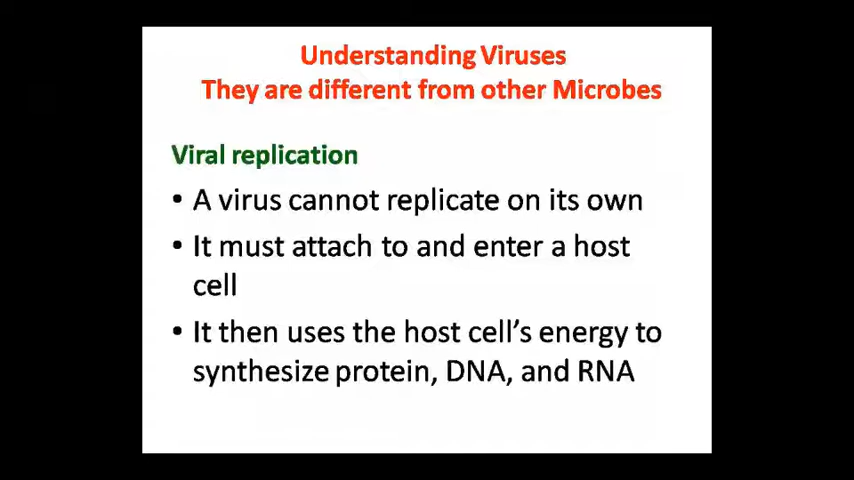 Understanding Viruses
They are different from other Microbes
Viral replication
• A virus cannot replicate on its own
• It must attach to and enter a host
cell
• It then uses the host cell’s energy to
synthesize protein, DNA, and RNA